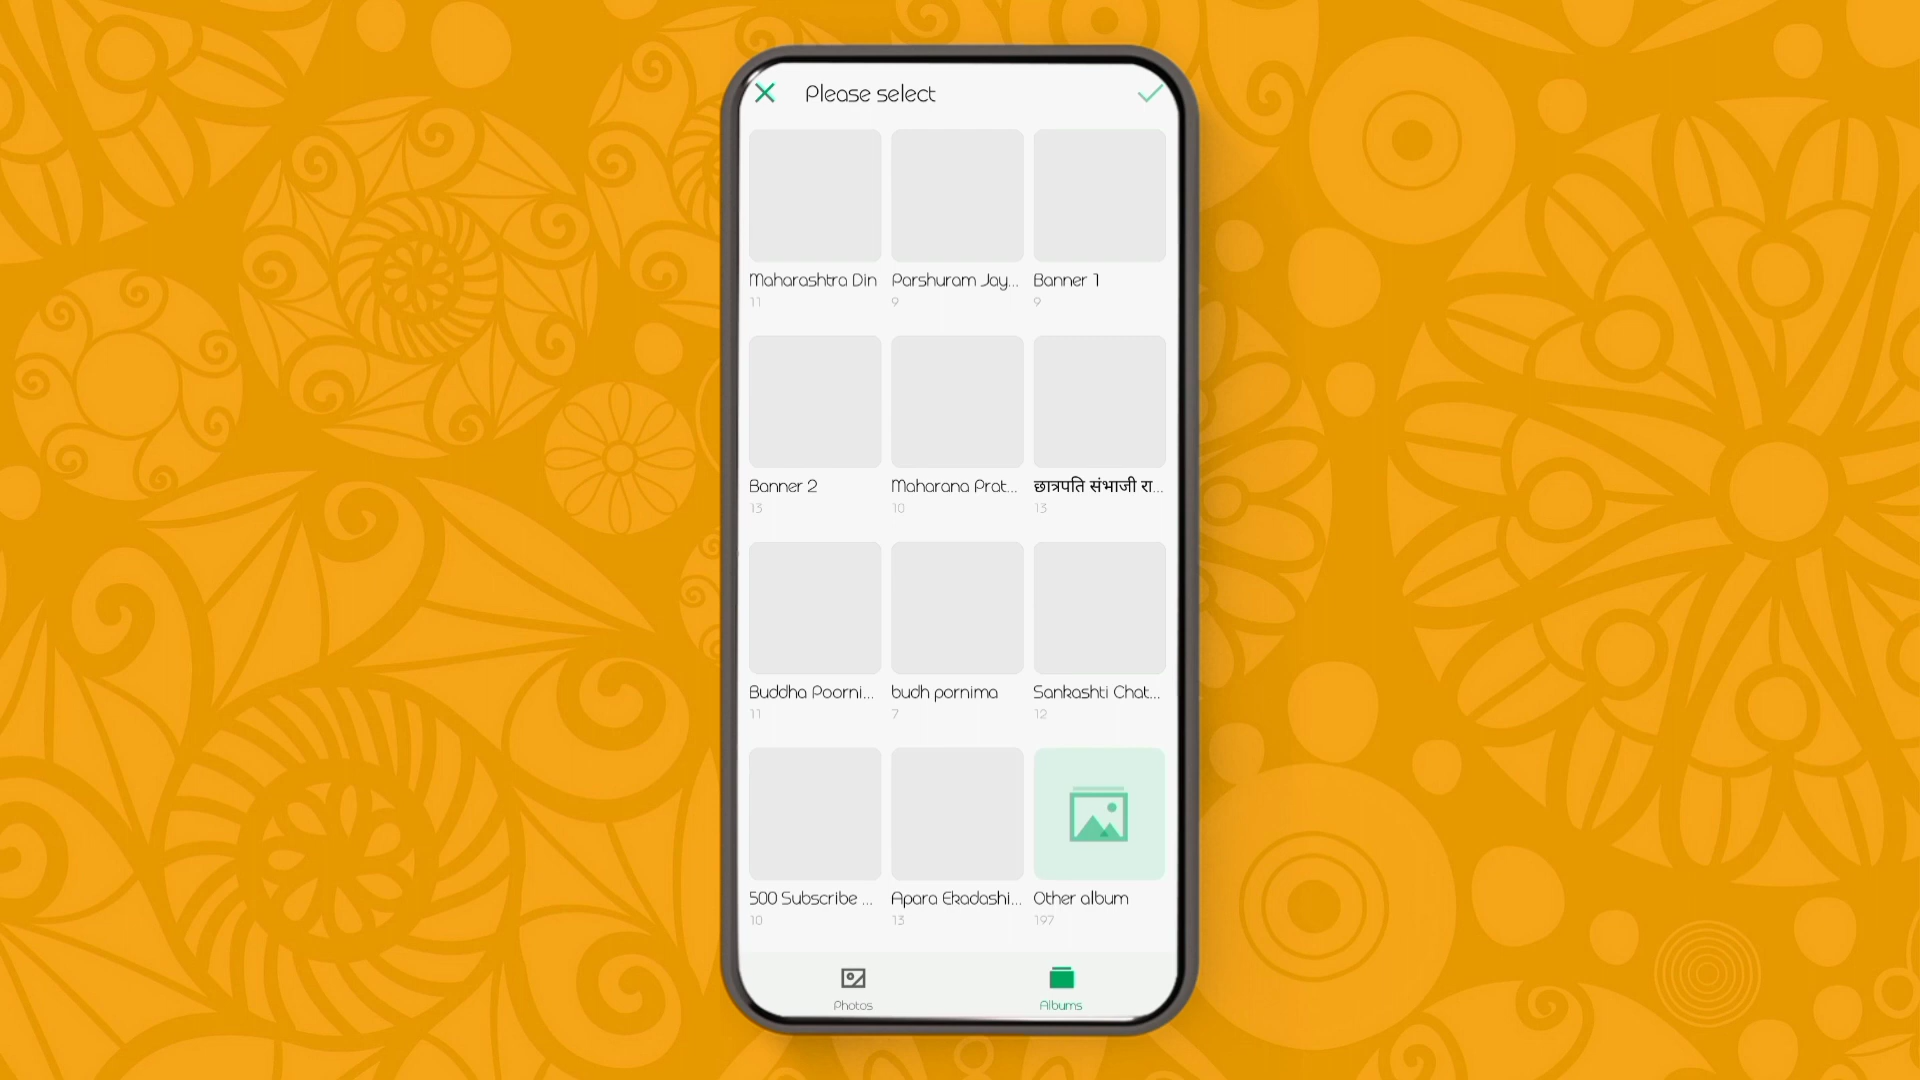 Please select
Maharashtra Din
11
Parshuram Jay...
9
Banner 1
9
Banner 2
13
Maharana Prat...
10
छात्रपति संभाजी रा...
13
Buddha Poorni...
11
budh pornima
7
Sankashti Chat...
12
500 Subscribe ...
10
Apara Ekadashi...
13
Other album
197
Photos
Albums